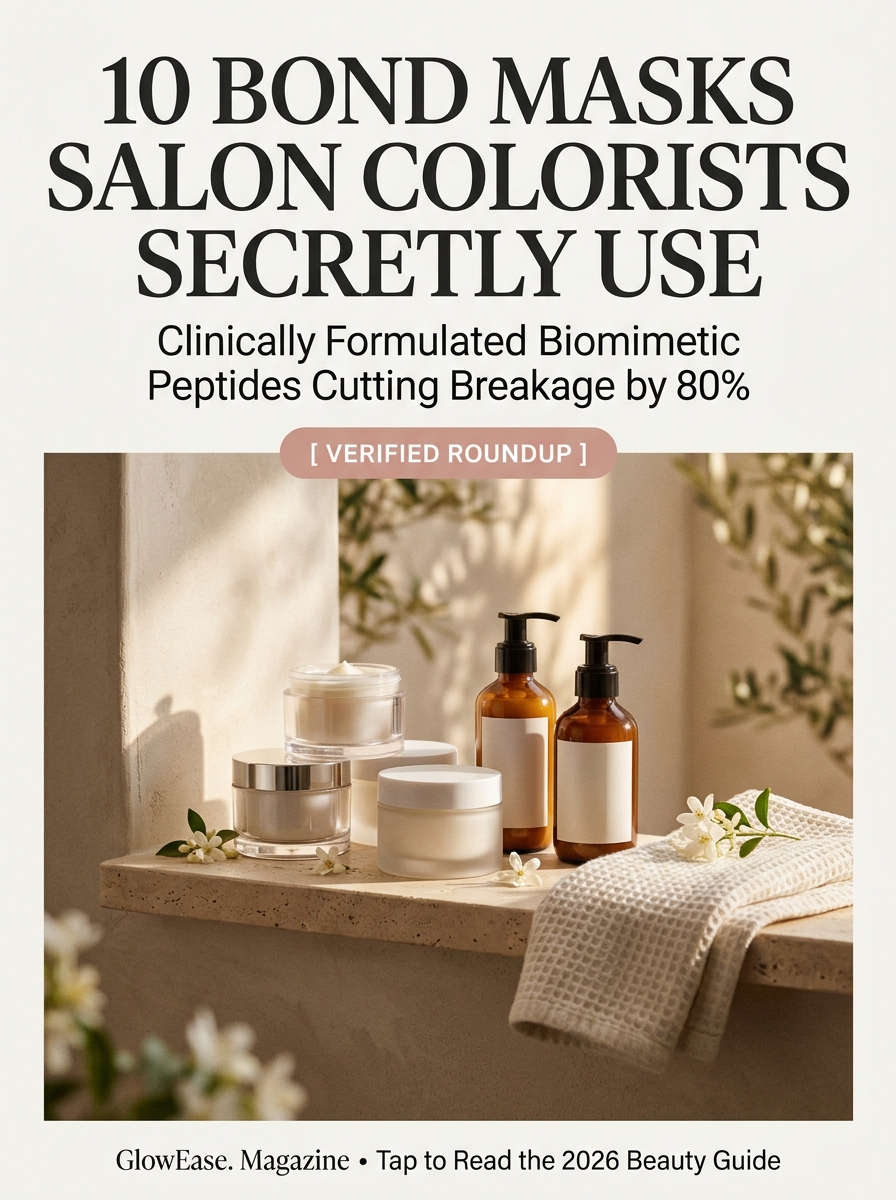 10 BOND MASKS
SALON COLORISTS
SECRETLY USE
Clinically Formulated Biomimetic
Peptides Cutting Breakage by 80%
[ VERIFIED ROUNDUP ]
GlowEase. Magazine • Tap to Read the 2026 Beauty Guide